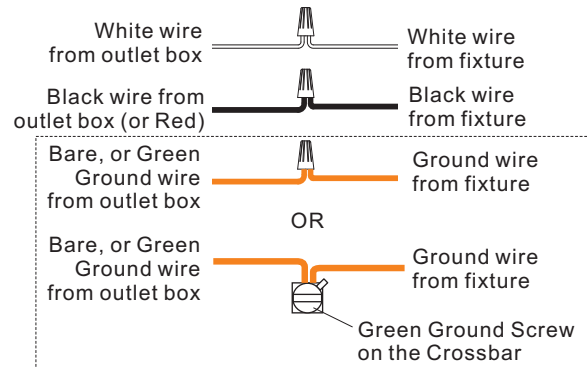 White wire
from outlet box
White wire
from fixture
Black wire from
outlet box (or Red)
Black wire
from fixture
Bare, or Green
Ground wire
from outlet box
Ground wire
from fixture
OR
Bare, or Green
Ground wire
from outlet box
Ground wire
from fixture
Green Ground Screw
on the Crossbar